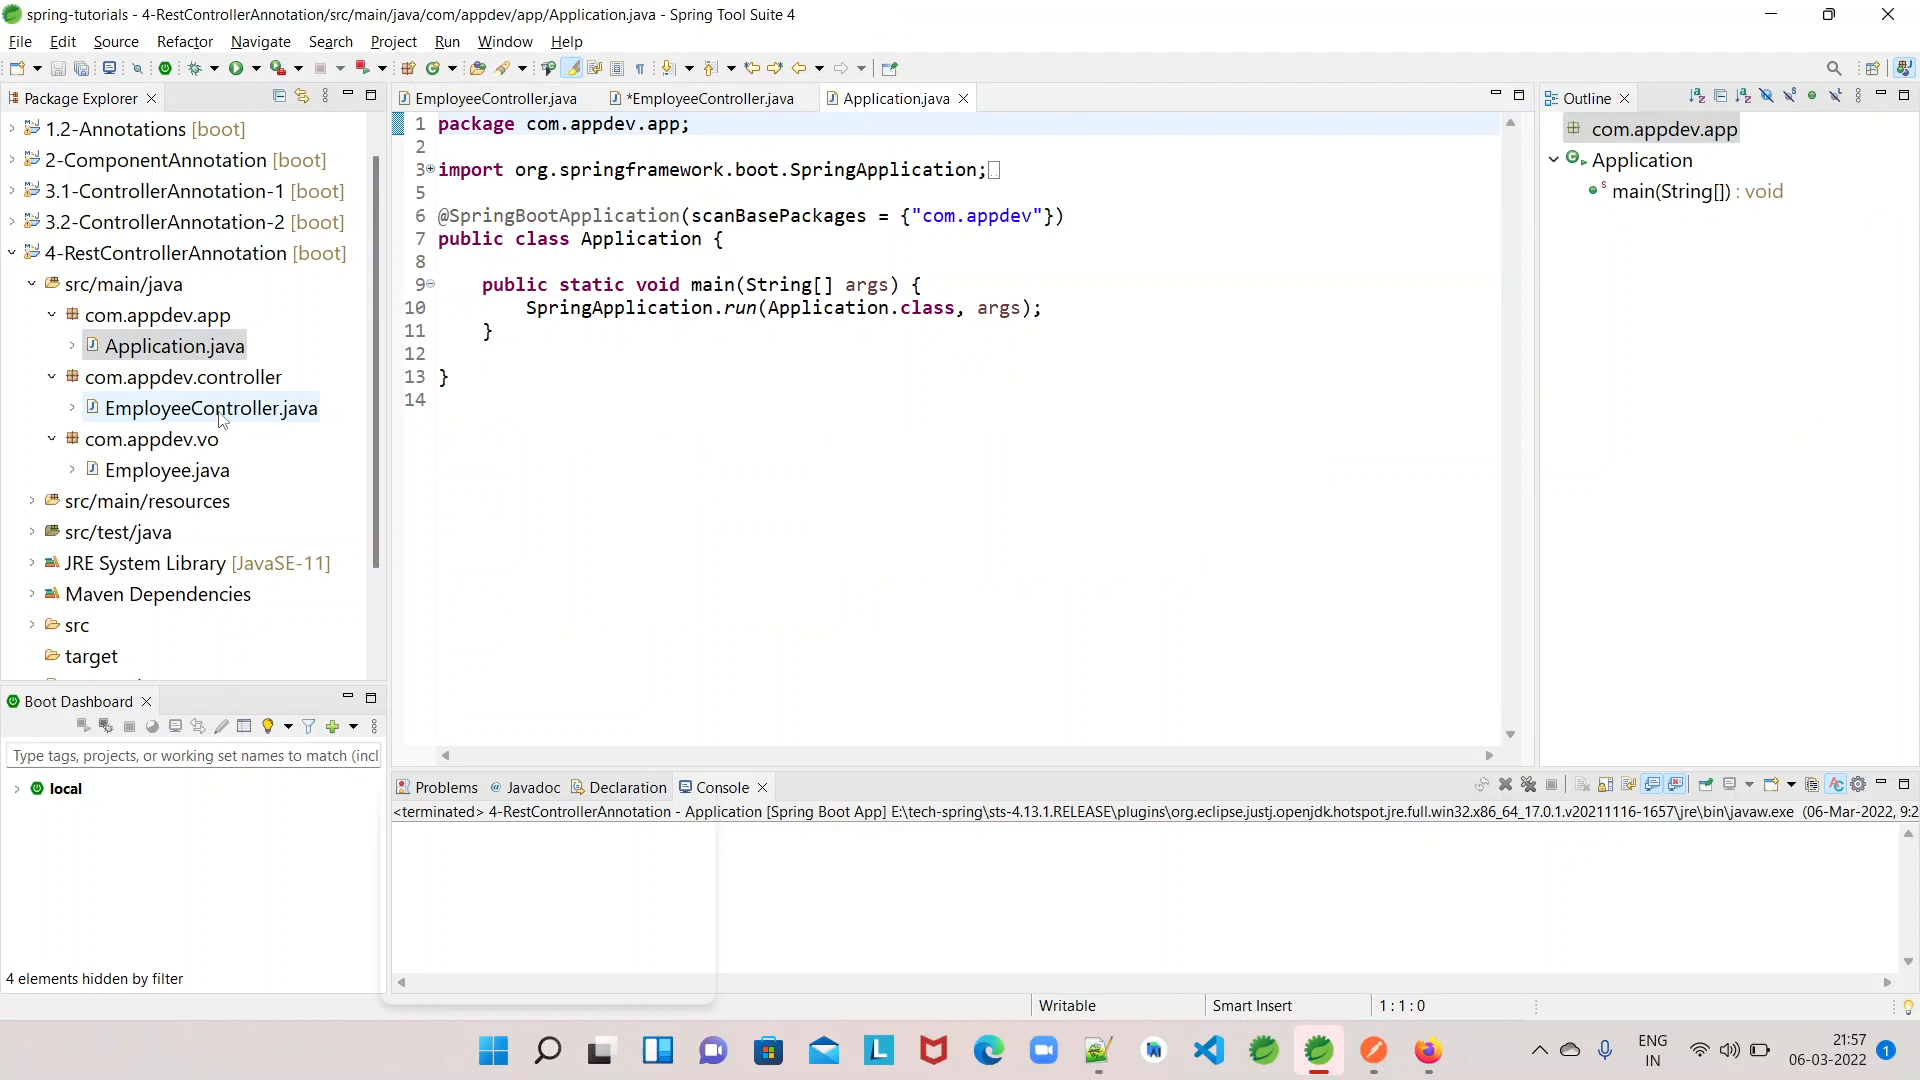 spring-tutorials - 4-RestControllerAnnotation/src/main/java/com/appdev/app/Application.java - Spring Tool Suite 4
File Edit Source Refactor Navigate Search Project Run Window Help
Package Explorer
1.2-Annotations [boot]
2-ComponentAnnotation [boot]
3.1-ControllerAnnotation-1 [boot]
3.2-ControllerAnnotation-2 [boot]
4-RestControllerAnnotation [boot]
src/main/java
com.appdev.app
Application.java
com.appdev.controller
EmployeeController.java
com.appdev.vo
Employee.java
src/main/resources
src/test/java
JRE System Library [JavaSE-11]
Maven Dependencies
src
target
EmployeeController.java *EmployeeController.java Application.java
1 package com.appdev.app;
2
3 import org.springframework.boot.SpringApplication;
5
6 @SpringBootApplication(scanBasePackages = {"com.appdev"})
7 public class Application {
8
9 public static void main(String[] args) {
10 SpringApplication.run(Application.class, args);
11 }
12
13 }
14
Outline
com.appdev.app
Application
main(String[]) : void
Boot Dashboard
Type tags, projects, or working set names to match (incl
local
4 elements hidden by filter
Problems Javadoc Declaration Console
<terminated> 4-RestControllerAnnotation - Application [Spring Boot App] E:\tech-spring\sts-4.13.1.RELEASE\plugins\org.eclipse.justj.openjdk.hotspot.jre.full.win32.x86_64_17.0.1.v20211116-1657\jre\bin\javaw.exe (06-Mar-2022, 9:2
Writable Smart Insert 1 : 1 : 0
ENG
IN
21:57
06-03-2022
1